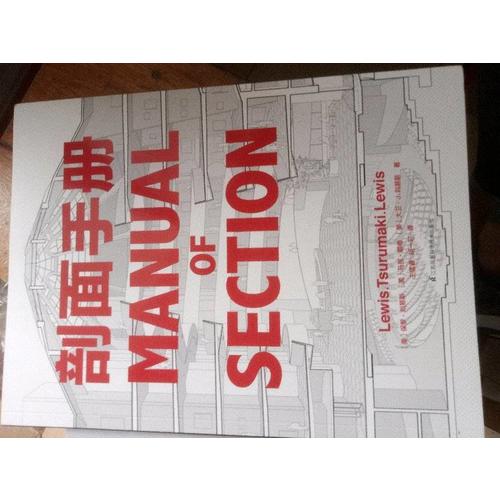 剖面手册
MANUAL
OF
SECTION
Lewis.Tsurumaki.Lewis